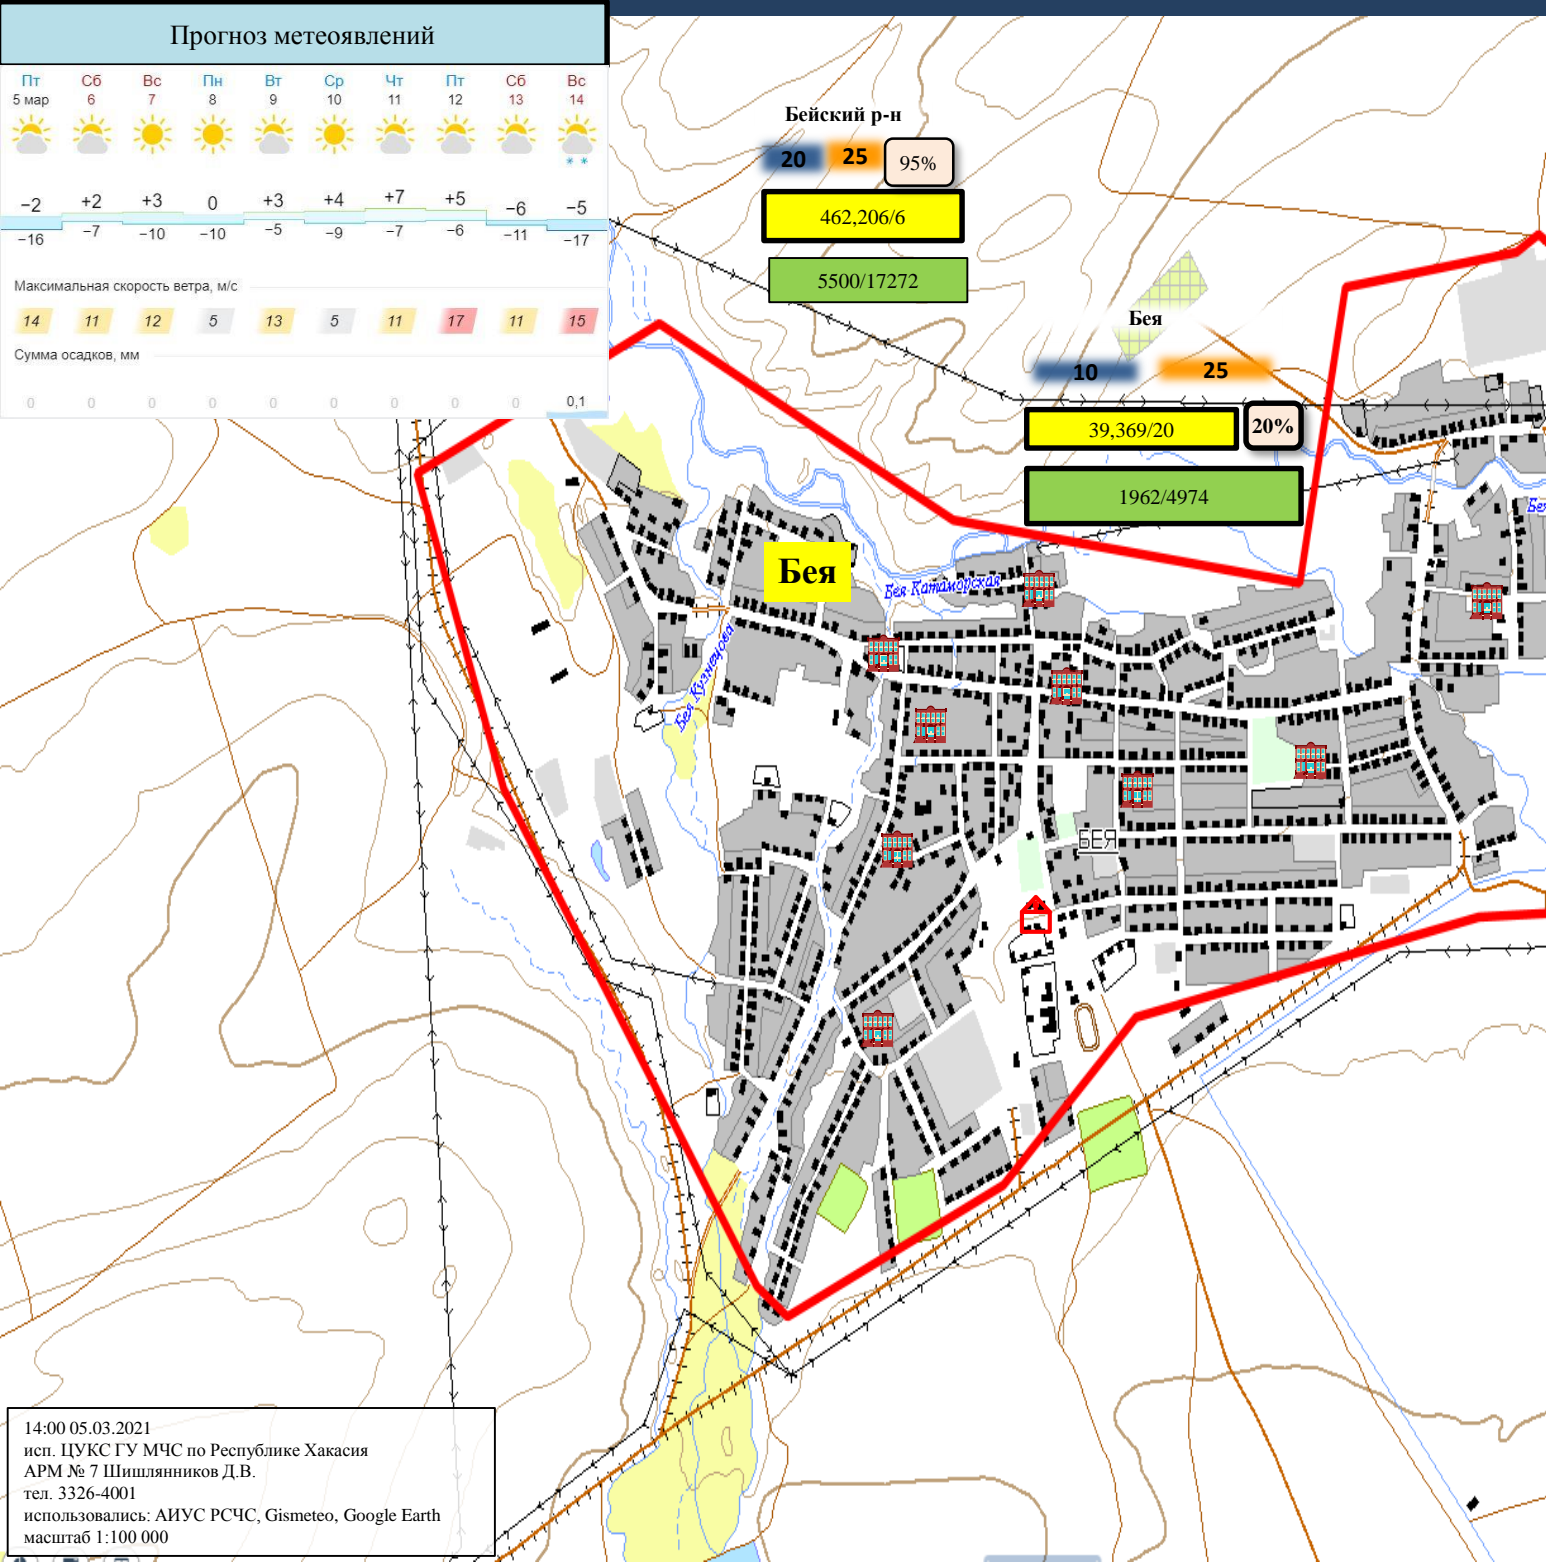 Прогноз метеоявлений
Пт Сб Вс Пн Вт Ср Чт Пт Сб Вс
5 мар 6 7 8 9 10 11 12 13 14
−2 +2 +3 0 +3 +4 +7 +5 −6 −5
−16 −7 −10 −10 −5 −9 −7 −6 −11 −17
Максимальная скорость ветра, м/с
14 11 12 5 13 5 11 17 11 15
Сумма осадков, мм
0 0 0 0 0 0 0 0 0 0,1
Бейский р-н
20 25 95%
462,206/6
5500/17272
Бея
10 25
39,369/20 20%
1962/4974
Бея
Бея Катаморская
Бея Кузнецова
БЕЯ
14:00 05.03.2021
исп. ЦУКС ГУ МЧС по Республике Хакасия
АРМ № 7 Шишлянников Д.В.
тел. 3326-4001
использовались: АИУС РСЧС, Gismeteo, Google Earth
масштаб 1:100 000